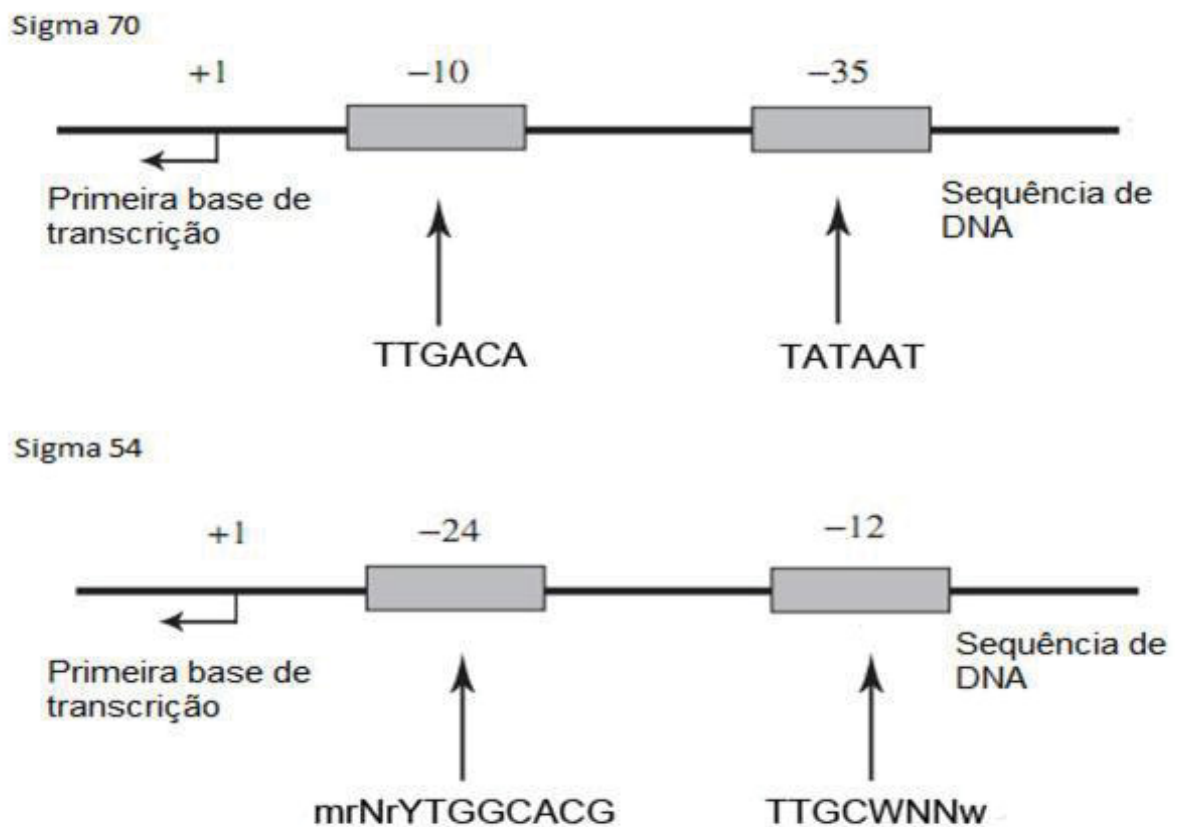 Sigma 70
+1
−10
−35
Primeira base de
transcrição
Sequência de
DNA
TTGACA
TATAAT
Sigma 54
+1
−24
−12
Primeira base de
transcrição
Sequência de
DNA
mrNrYTGGCACG
TTGCWNNw